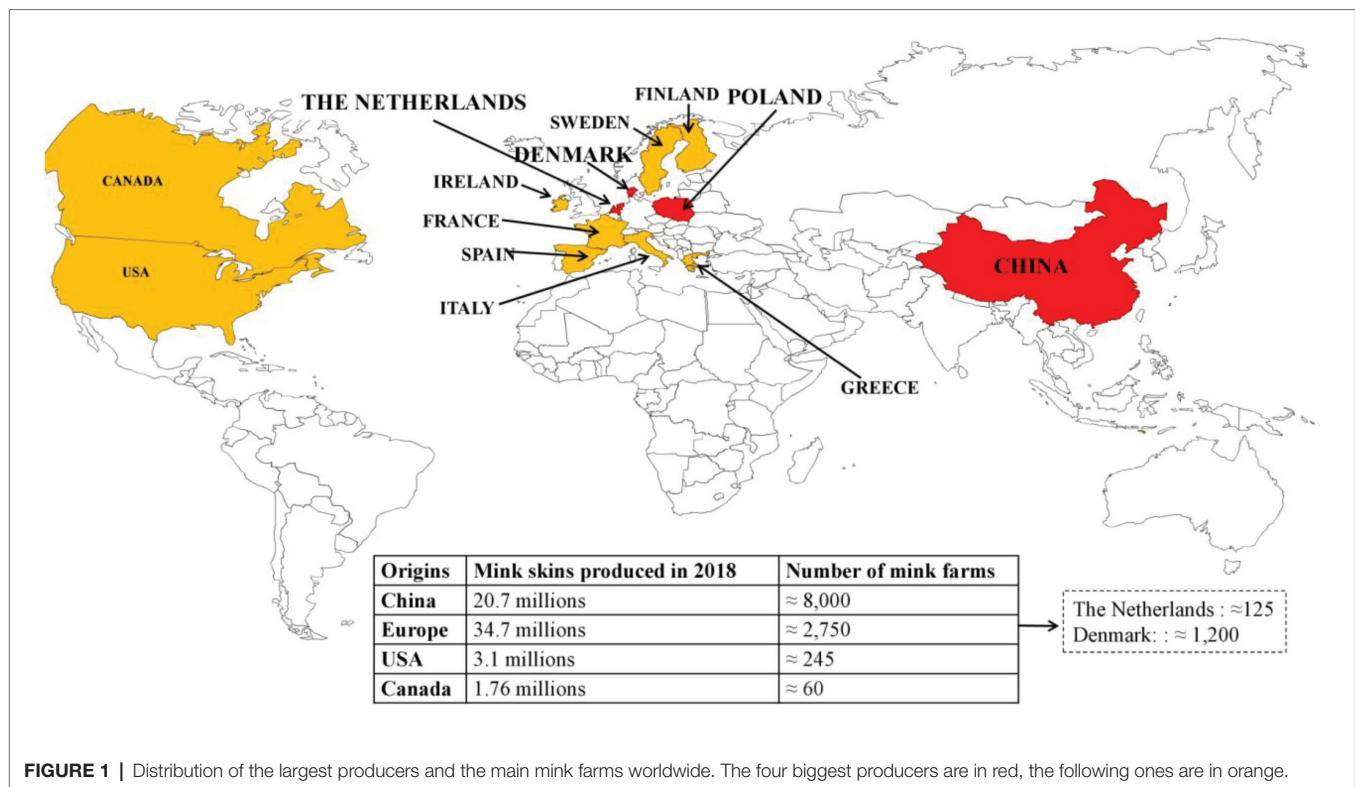 THE NETHERLANDS
FINLAND
POLAND
SWEDEN
DENMARK
CANADA
IRELAND
FRANCE
USA
SPAIN
CHINA
ITALY
GREECE
Origins Mink skins produced in 2018 Number of mink farms
China 20.7 millions ≈ 8,000
Europe 34.7 millions ≈ 2,750
USA 3.1 millions ≈ 245
Canada 1.76 millions ≈ 60
The Netherlands : ≈125
Denmark: : ≈ 1,200
FIGURE 1 | Distribution of the largest producers and the main mink farms worldwide. The four biggest producers are in red, the following ones are in orange.